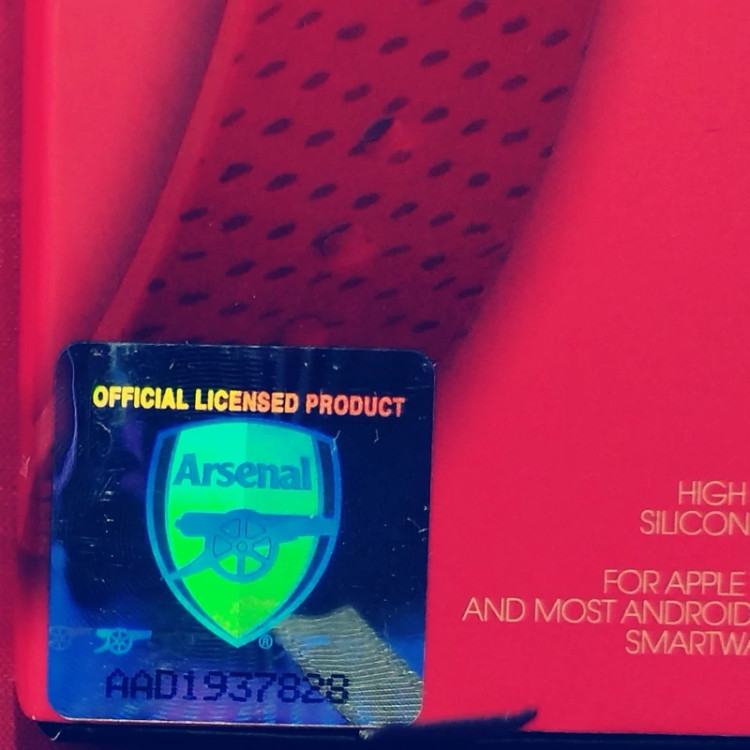 OFFICIAL LICENSED PRODUCT
Arsenal
®
AAD1937828
HIGH
SILICON
FOR APPLE
AND MOST ANDROID
SMARTWA